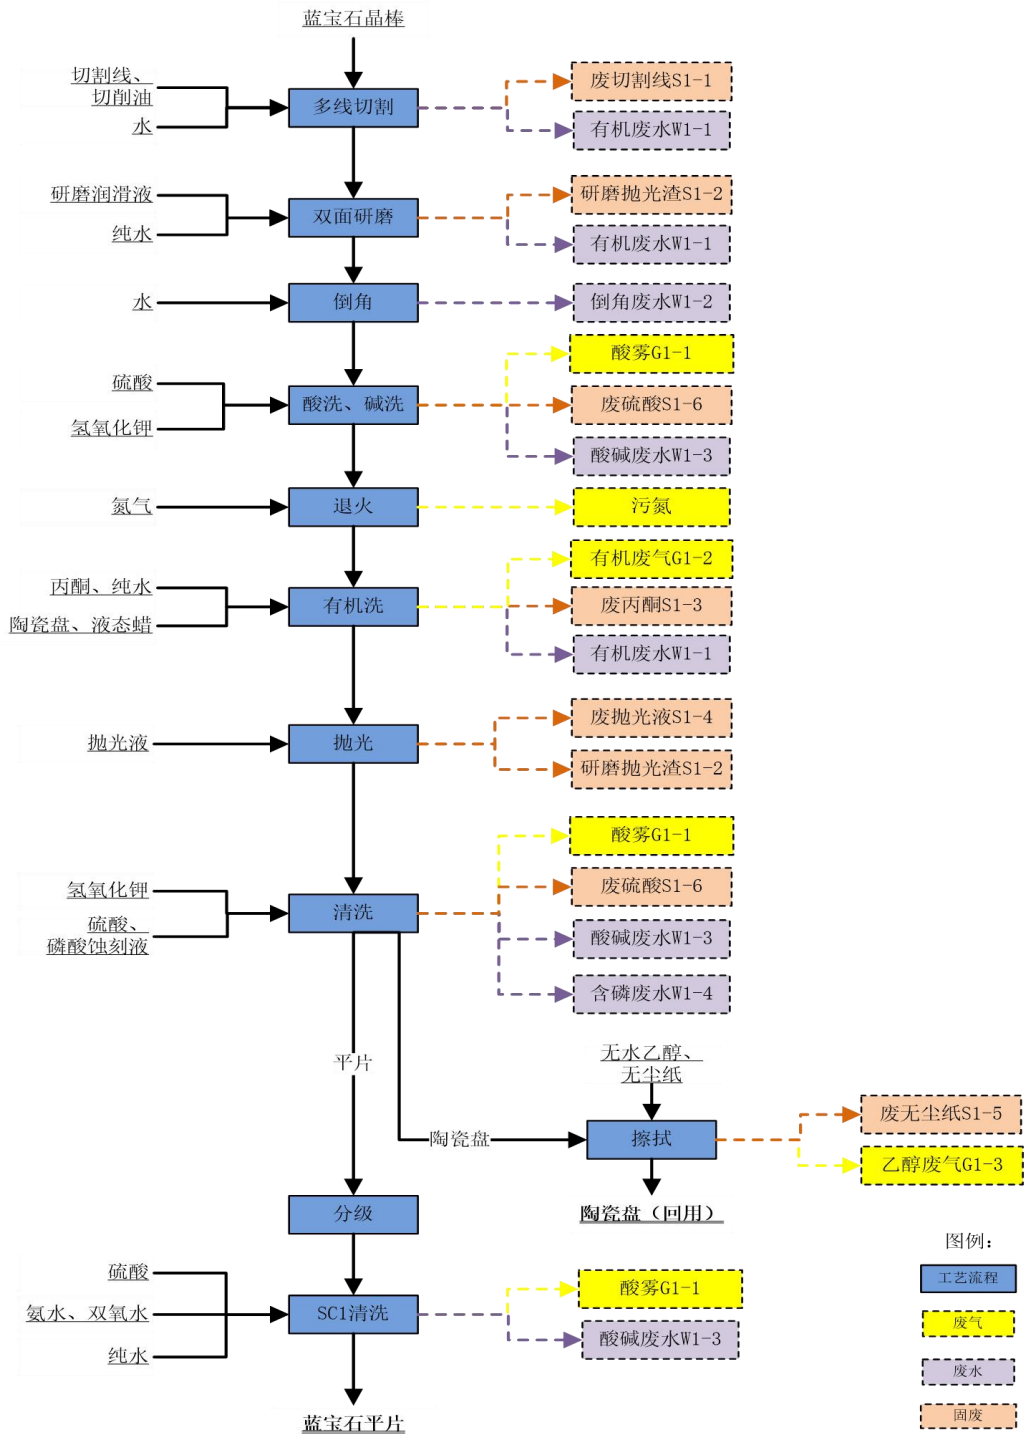 蓝宝石晶棒
切割线、
切削油
水
多线切割
废切割线S1-1
有机废水W1-1
研磨润滑液
纯水
双面研磨
研磨抛光渣S1-2
有机废水W1-1
水
倒角
倒角废水W1-2
硫酸
氢氧化钾
酸洗、碱洗
酸雾G1-1
废硫酸S1-6
酸碱废水W1-3
氮气
退火
污氮
丙酮、纯水
陶瓷盘、液态蜡
有机洗
有机废气G1-2
废丙酮S1-3
有机废水W1-1
抛光液
抛光
废抛光液S1-4
研磨抛光渣S1-2
氢氧化钾
硫酸、
磷酸蚀刻液
清洗
酸雾G1-1
废硫酸S1-6
酸碱废水W1-3
含磷废水W1-4
平片
陶瓷盘
无水乙醇、
无尘纸
擦拭
废无尘纸S1-5
乙醇废气G1-3
陶瓷盘（回用）
分级
硫酸
氨水、双氧水
纯水
SC1清洗
酸雾G1-1
酸碱废水W1-3
蓝宝石平片
图例：
工艺流程
废气
废水
固废